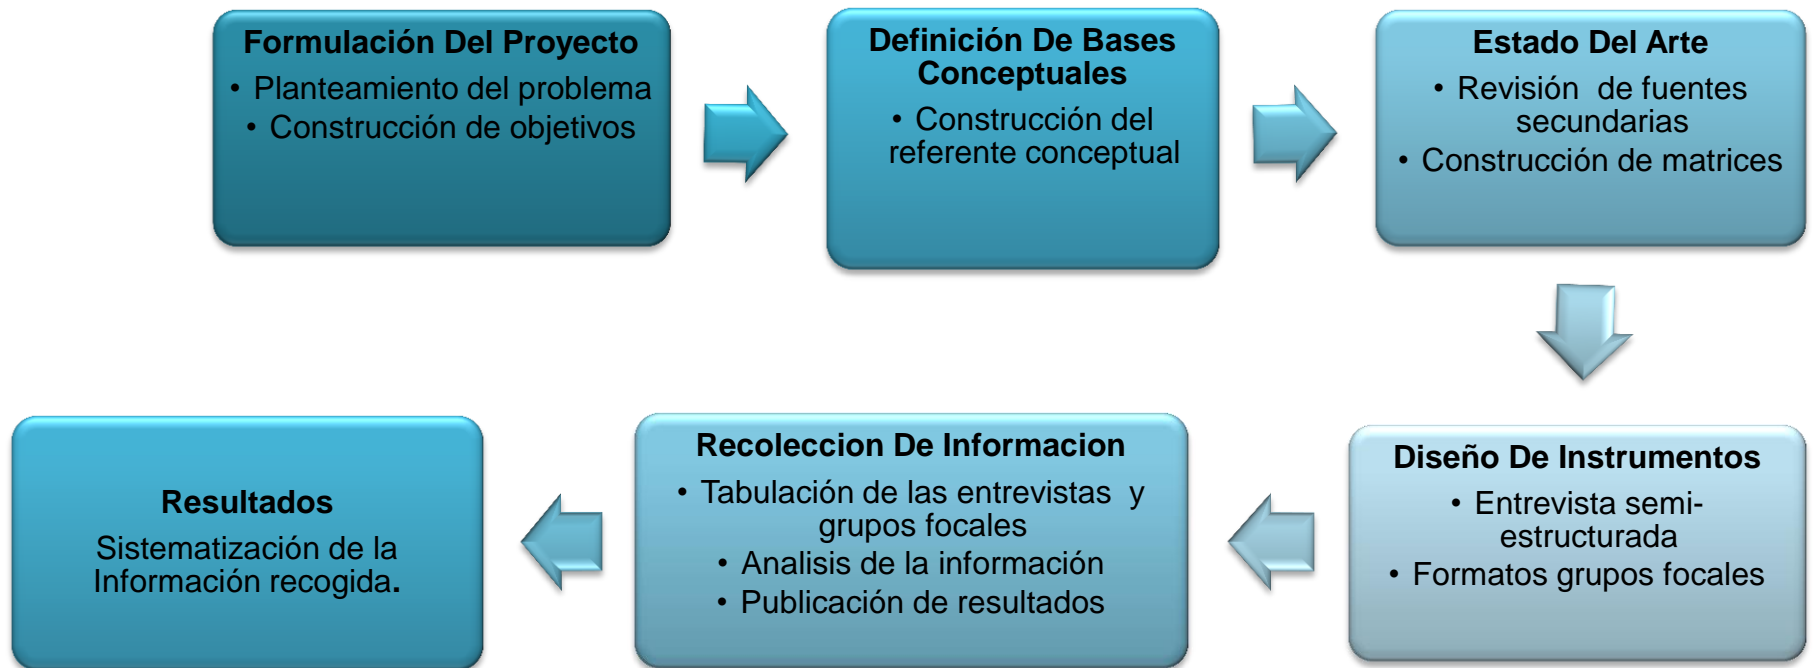 Formulación Del Proyecto
• Planteamiento del problema
• Construcción de objetivos
Definición De Bases
Conceptuales
• Construcción del
referente conceptual
Estado Del Arte
• Revisión de fuentes
secundarias
• Construcción de matrices
Diseño De Instrumentos
• Entrevista semi-
estructurada
• Formatos grupos focales
Recoleccion De Informacion
• Tabulación de las entrevistas y
grupos focales
• Analisis de la información
• Publicación de resultados
Resultados
Sistematización de la
Información recogida.